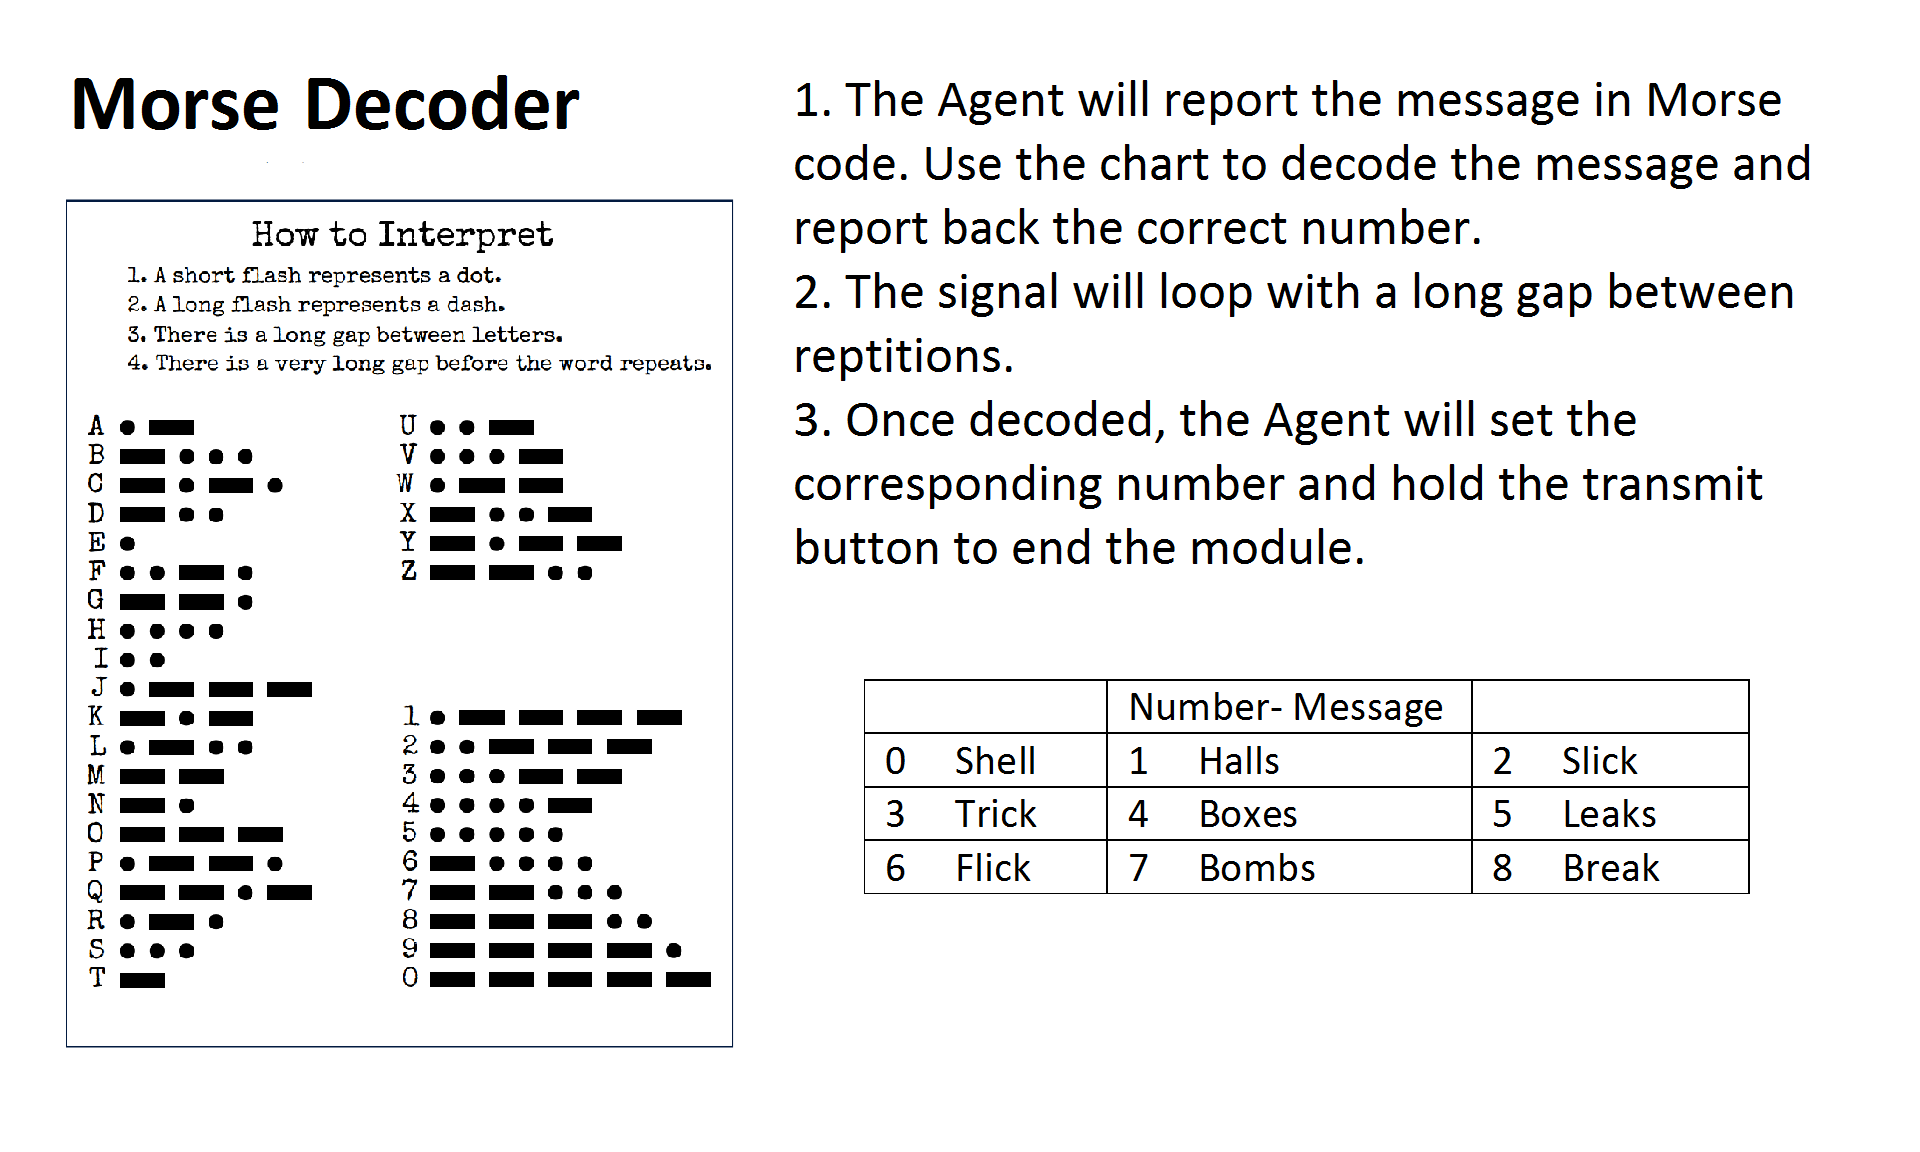 Morse Decoder
How to Interpret
1. A short flash represents a dot.
2. A long flash represents a dash.
3. There is a long gap between letters.
4. There is a very long gap before the word repeats.
A
B
C
D
E
F
G
H
I
J
K
L
M
N
O
P
Q
R
S
T
U
V
W
X
Y
Z
1
2
3
4
5
6
7
8
9
0
1. The Agent will report the message in Morse
code. Use the chart to decode the message and
report back the correct number.
2. The signal will loop with a long gap between
reptitions.
3. Once decoded, the Agent will set the
corresponding number and hold the transmit
button to end the module.
Number- Message
0 Shell 1 Halls 2 Slick
3 Trick 4 Boxes 5 Leaks
6 Flick 7 Bombs 8 Break